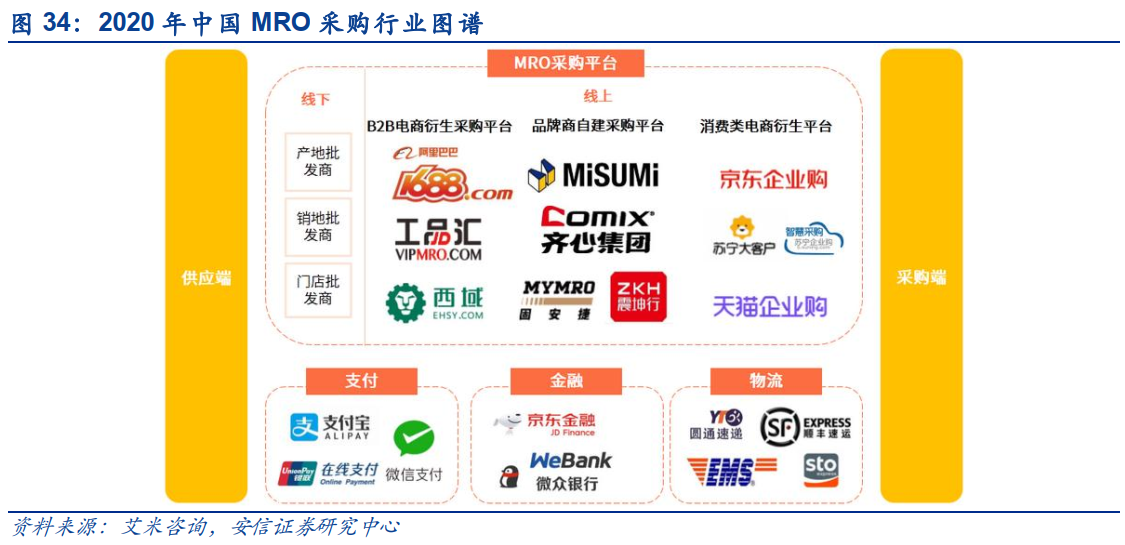 图 34：2020 年中国 MRO 采购行业图谱
供应端
MRO采购平台
线下
产地批
发商
销地批
发商
门店批
发商
线上
B2B电商衍生采购平台
阿里巴巴
1688.com
工品汇
VIPMRO.COM
西域
EHSY.COM
品牌商自建采购平台
MiSUMi
COMIX
齐心集团
MYMRO
固安捷
ZKH
震坤行
消费类电商衍生平台
京东企业购
苏宁大客户
智慧采购
苏宁企业购
天猫企业购
采购端
支付
支付宝
ALIPAY
微信支付
UnionPay
银联
在线支付
Online Payment
金融
京东金融
JD Finance
WeBank
微众银行
物流
YTO
圆通速递
SF
EXPRESS
顺丰速运
EMS
sto
express
资料来源：艾米咨询，安信证券研究中心